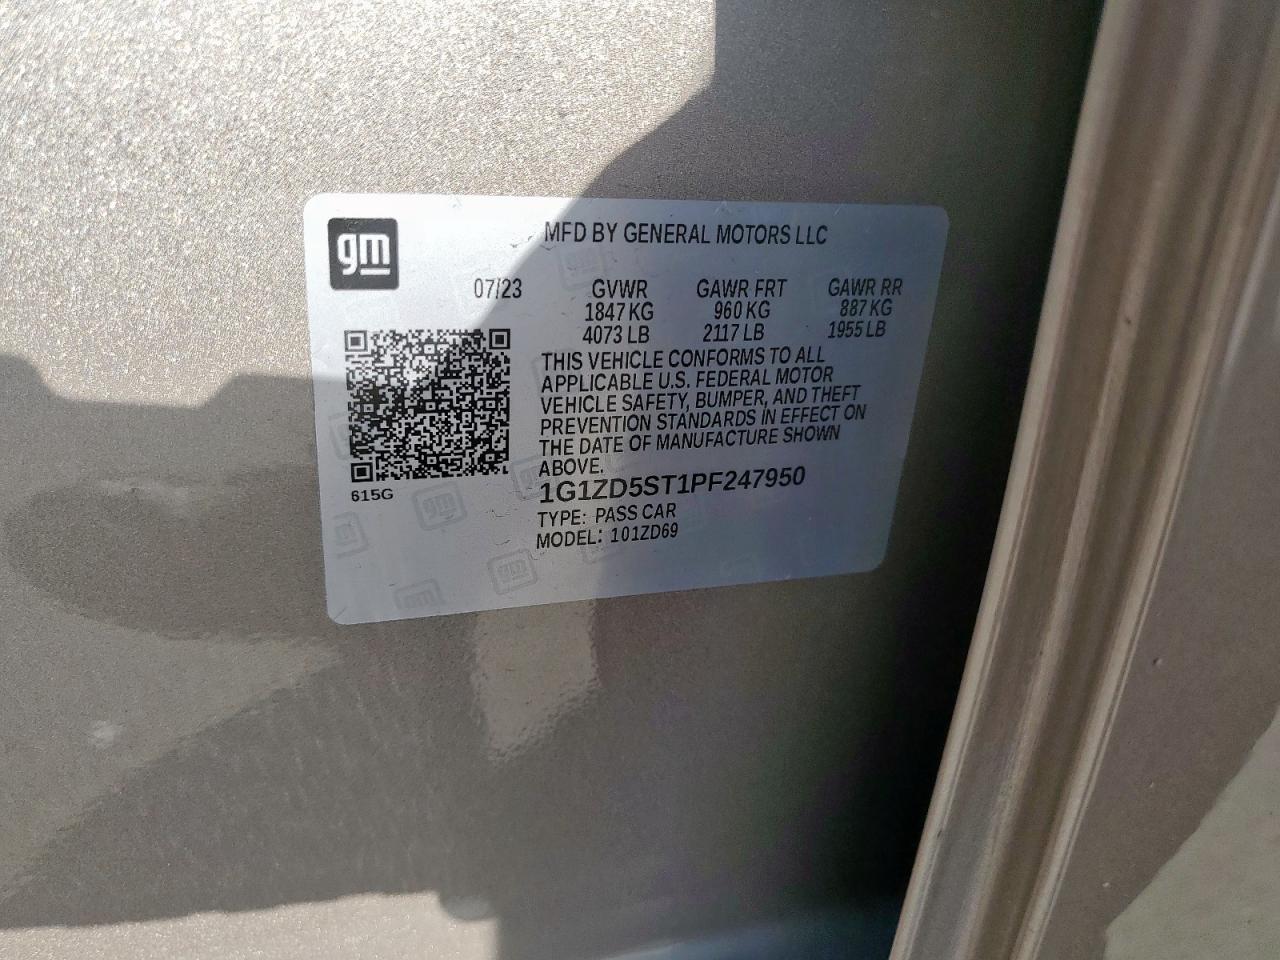 gm
MFD BY GENERAL MOTORS LLC
07/23 GVWR GAWR FRT GAWR RR
1847 KG 960 KG 887 KG
4073 LB 2117 LB 1955 LB
THIS VEHICLE CONFORMS TO ALL
APPLICABLE U.S. FEDERAL MOTOR
VEHICLE SAFETY, BUMPER, AND THEFT
PREVENTION STANDARDS IN EFFECT ON
THE DATE OF MANUFACTURE SHOWN
ABOVE.
615G
1G1ZD5ST1PF247950
TYPE: PASS CAR
MODEL: 101ZD69